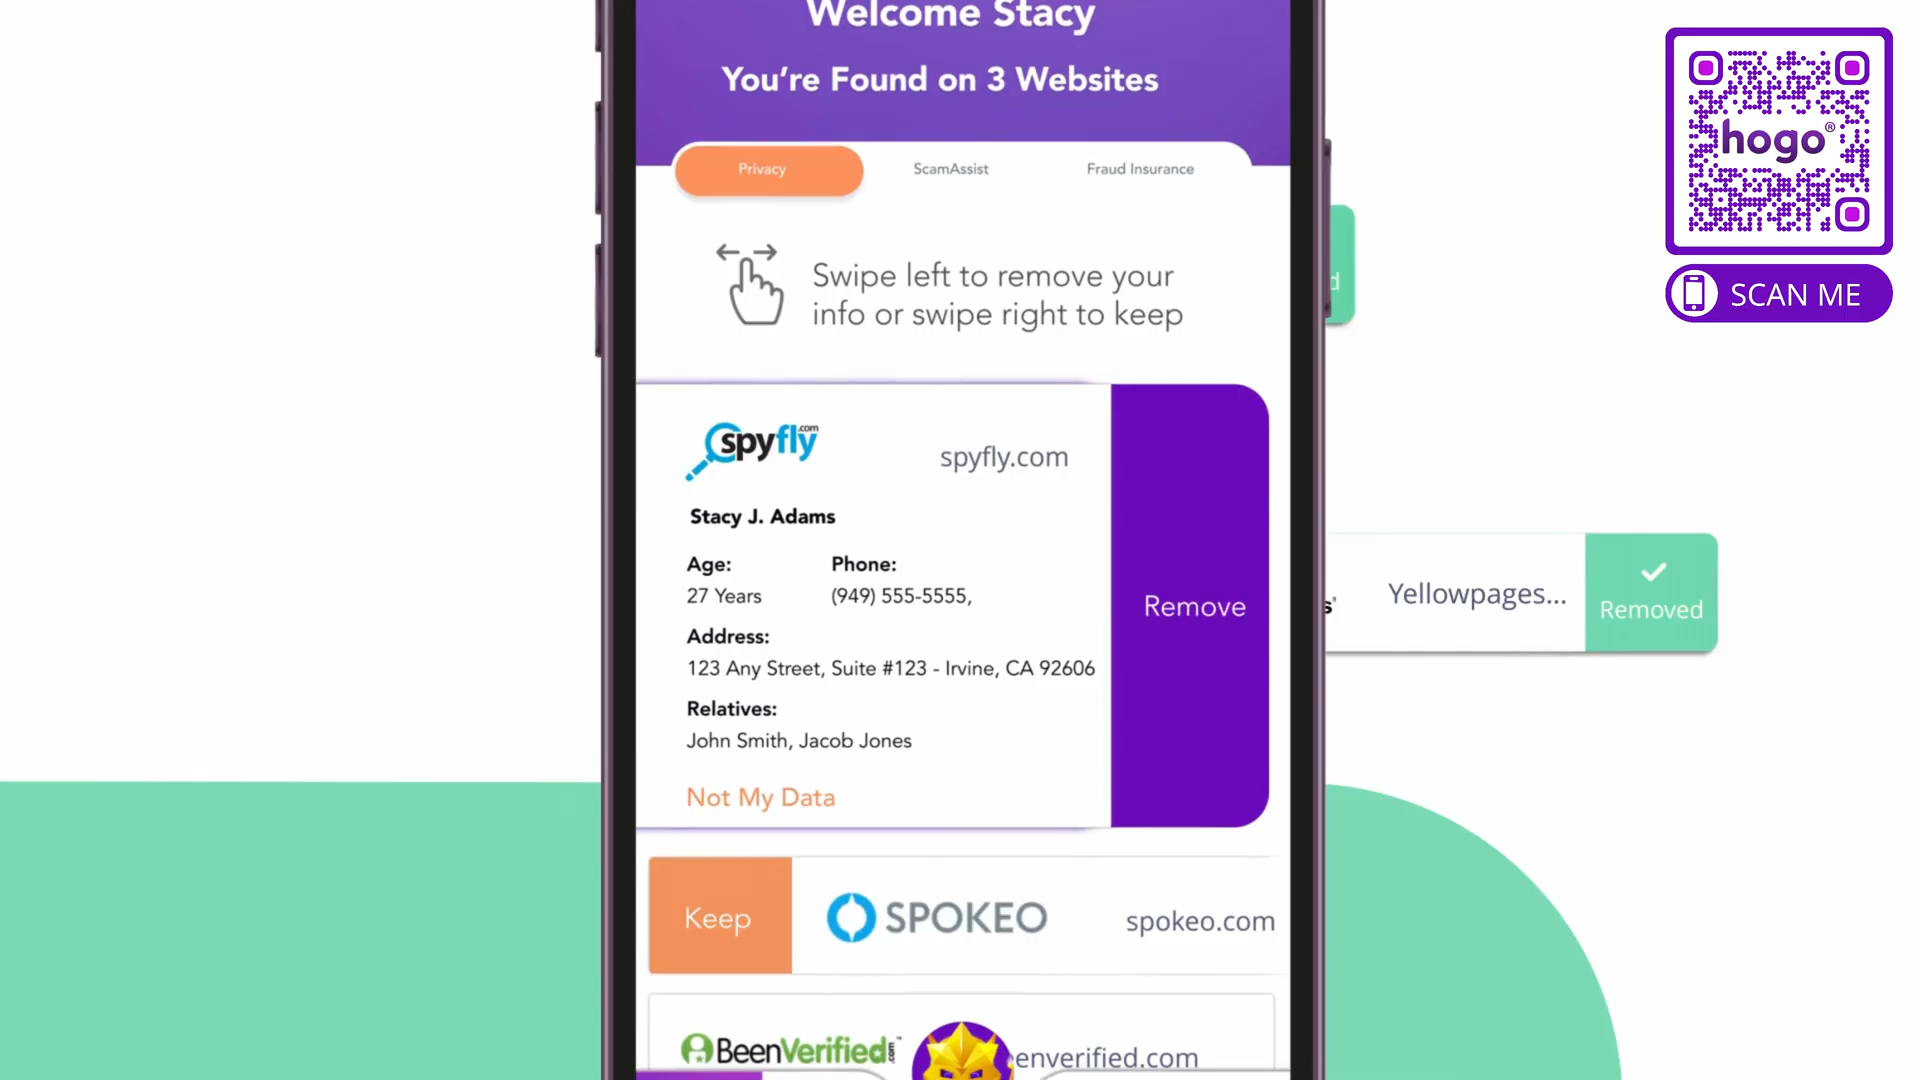 Welcome Stacy
You're Found on 3 Websites
Privacy
ScamAssist
Fraud Insurance
Swipe left to remove your
info or swipe right to keep
spyfly.com
spyfly.com
Stacy J. Adams
Age:
Phone:
27 Years
(949) 555-5555,
Address:
123 Any Street, Suite #123 - Irvine, CA 92606
Relatives:
John Smith, Jacob Jones
Not My Data
Remove
Keep
SPOKEO
spokeo.com
BeenVerified.com
enverified.com
hogo®
SCAN ME
d
s'
Yellowpages...
Removed